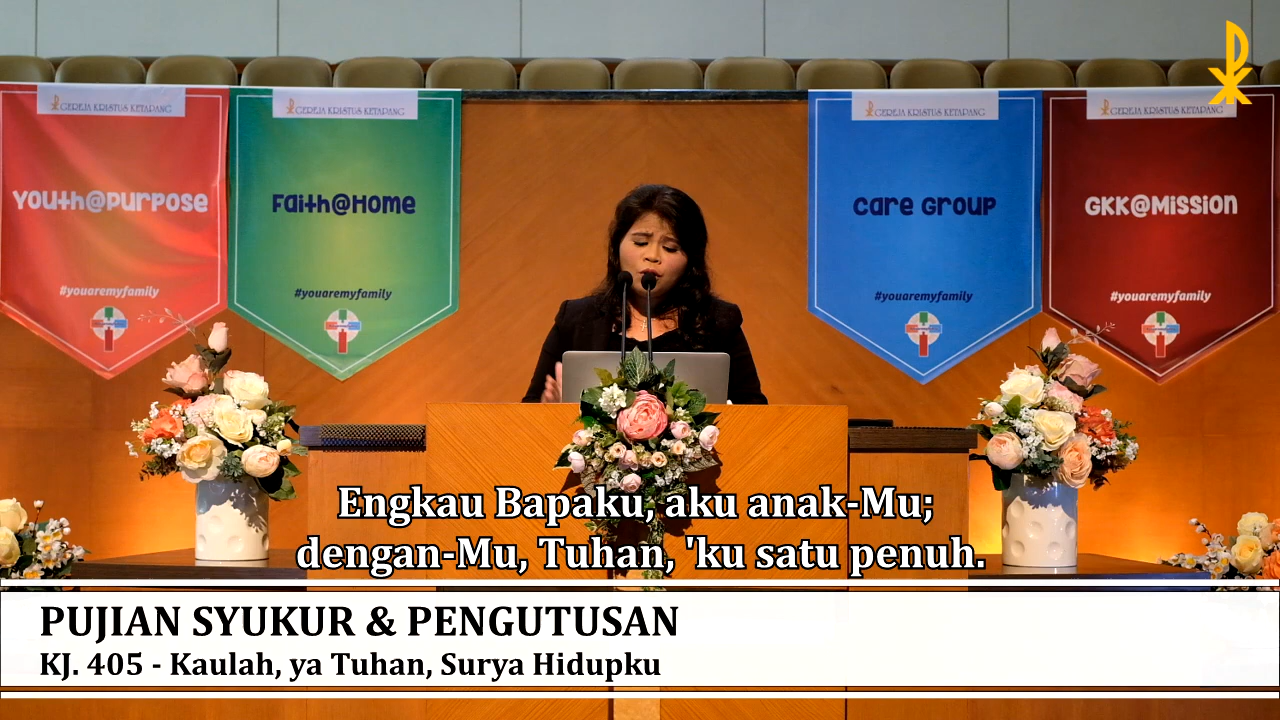 GEREJA KRISTUS KETAPANG
Youth@Purpose
#youaremyfamily
GEREJA KRISTUS KETAPANG
Faith@Home
#youaremyfamily
GEREJA KRISTUS KETAPANG
Care Group
#youaremyfamily
GEREJA KRISTUS KETAPANG
GKK@Mission
#youaremyfamily
Engkau Bapaku, aku anak-Mu;
dengan-Mu, Tuhan, 'ku satu penuh.
PUJIAN SYUKUR & PENGUTUSAN
KJ. 405 - Kaulah, ya Tuhan, Surya Hidupku